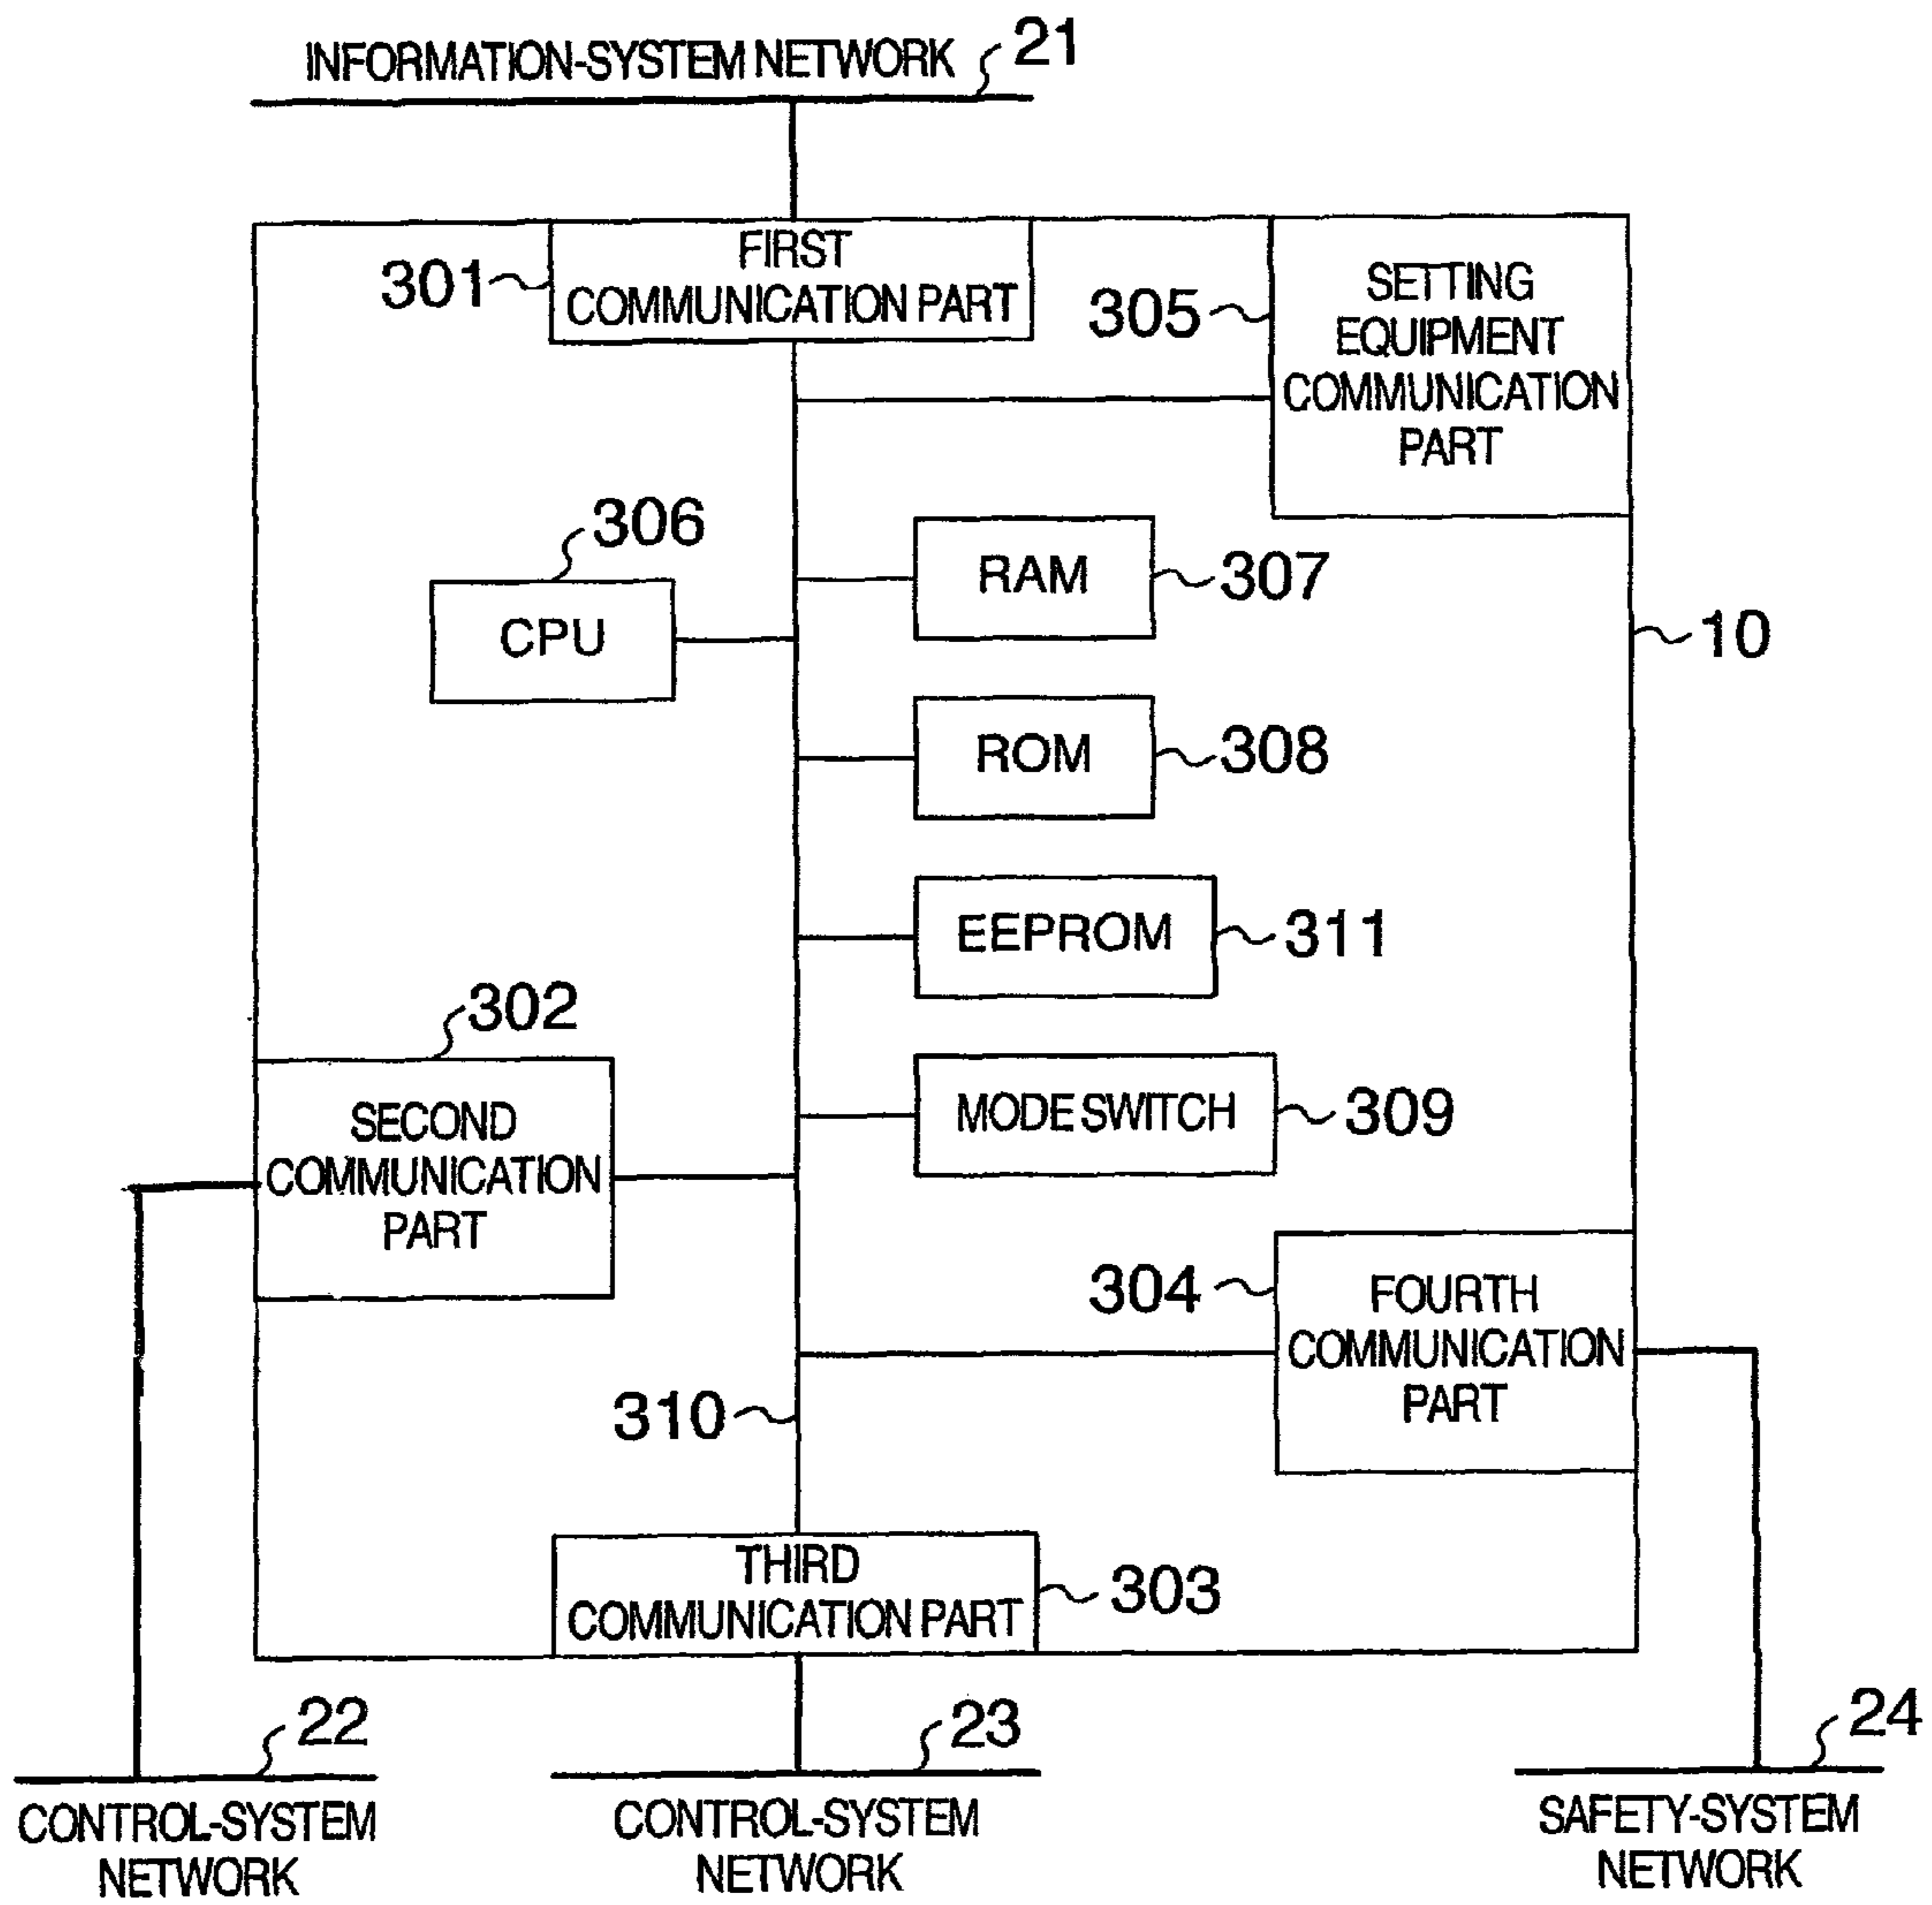 INFORMATION-SYSTEM NETWORK
21
FIRST
COMMUNICATION PART
301
305
SETTING
EQUIPMENT
COMMUNICATION
PART
306
CPU
RAM
307
10
ROM
308
EEPROM
311
302
SECOND
COMMUNICATION
PART
MODE SWITCH
309
304
FOURTH
COMMUNICATION
PART
310
THIRD
COMMUNICATION PART
303
22
CONTROL-SYSTEM
NETWORK
23
CONTROL-SYSTEM
NETWORK
24
SAFETY-SYSTEM
NETWORK